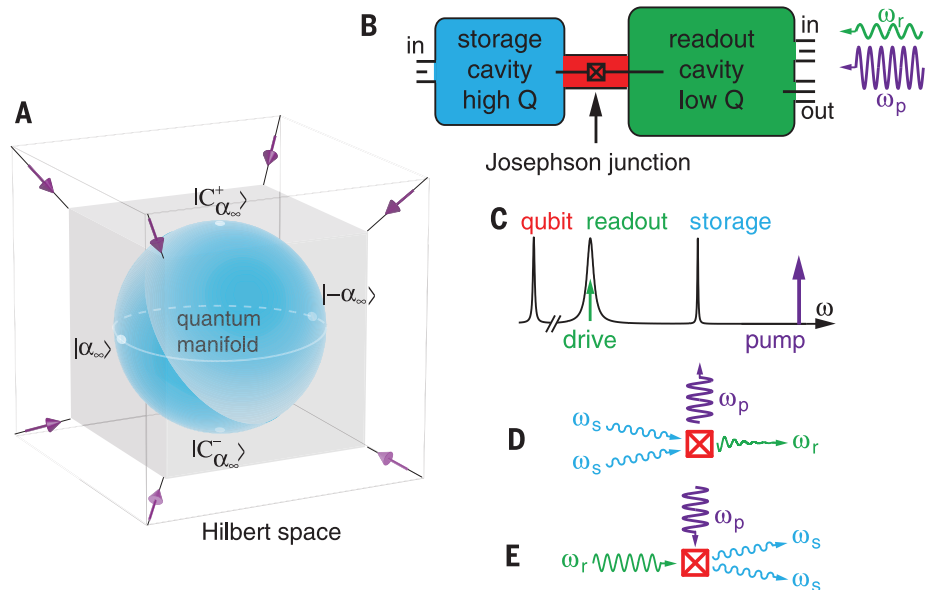 A
|C⁺α∞⟩
|−α∞⟩
quantum
manifold
|α∞⟩
|C⁻α∞⟩
Hilbert space
B
in
storage
cavity
high Q
readout
cavity
low Q
in
out
ωr
ωp
Josephson junction
C
qubit readout storage
ω
drive
pump
D
ωs
ωs
ωp
ωr
E
ωr
ωp
ωs
ωs